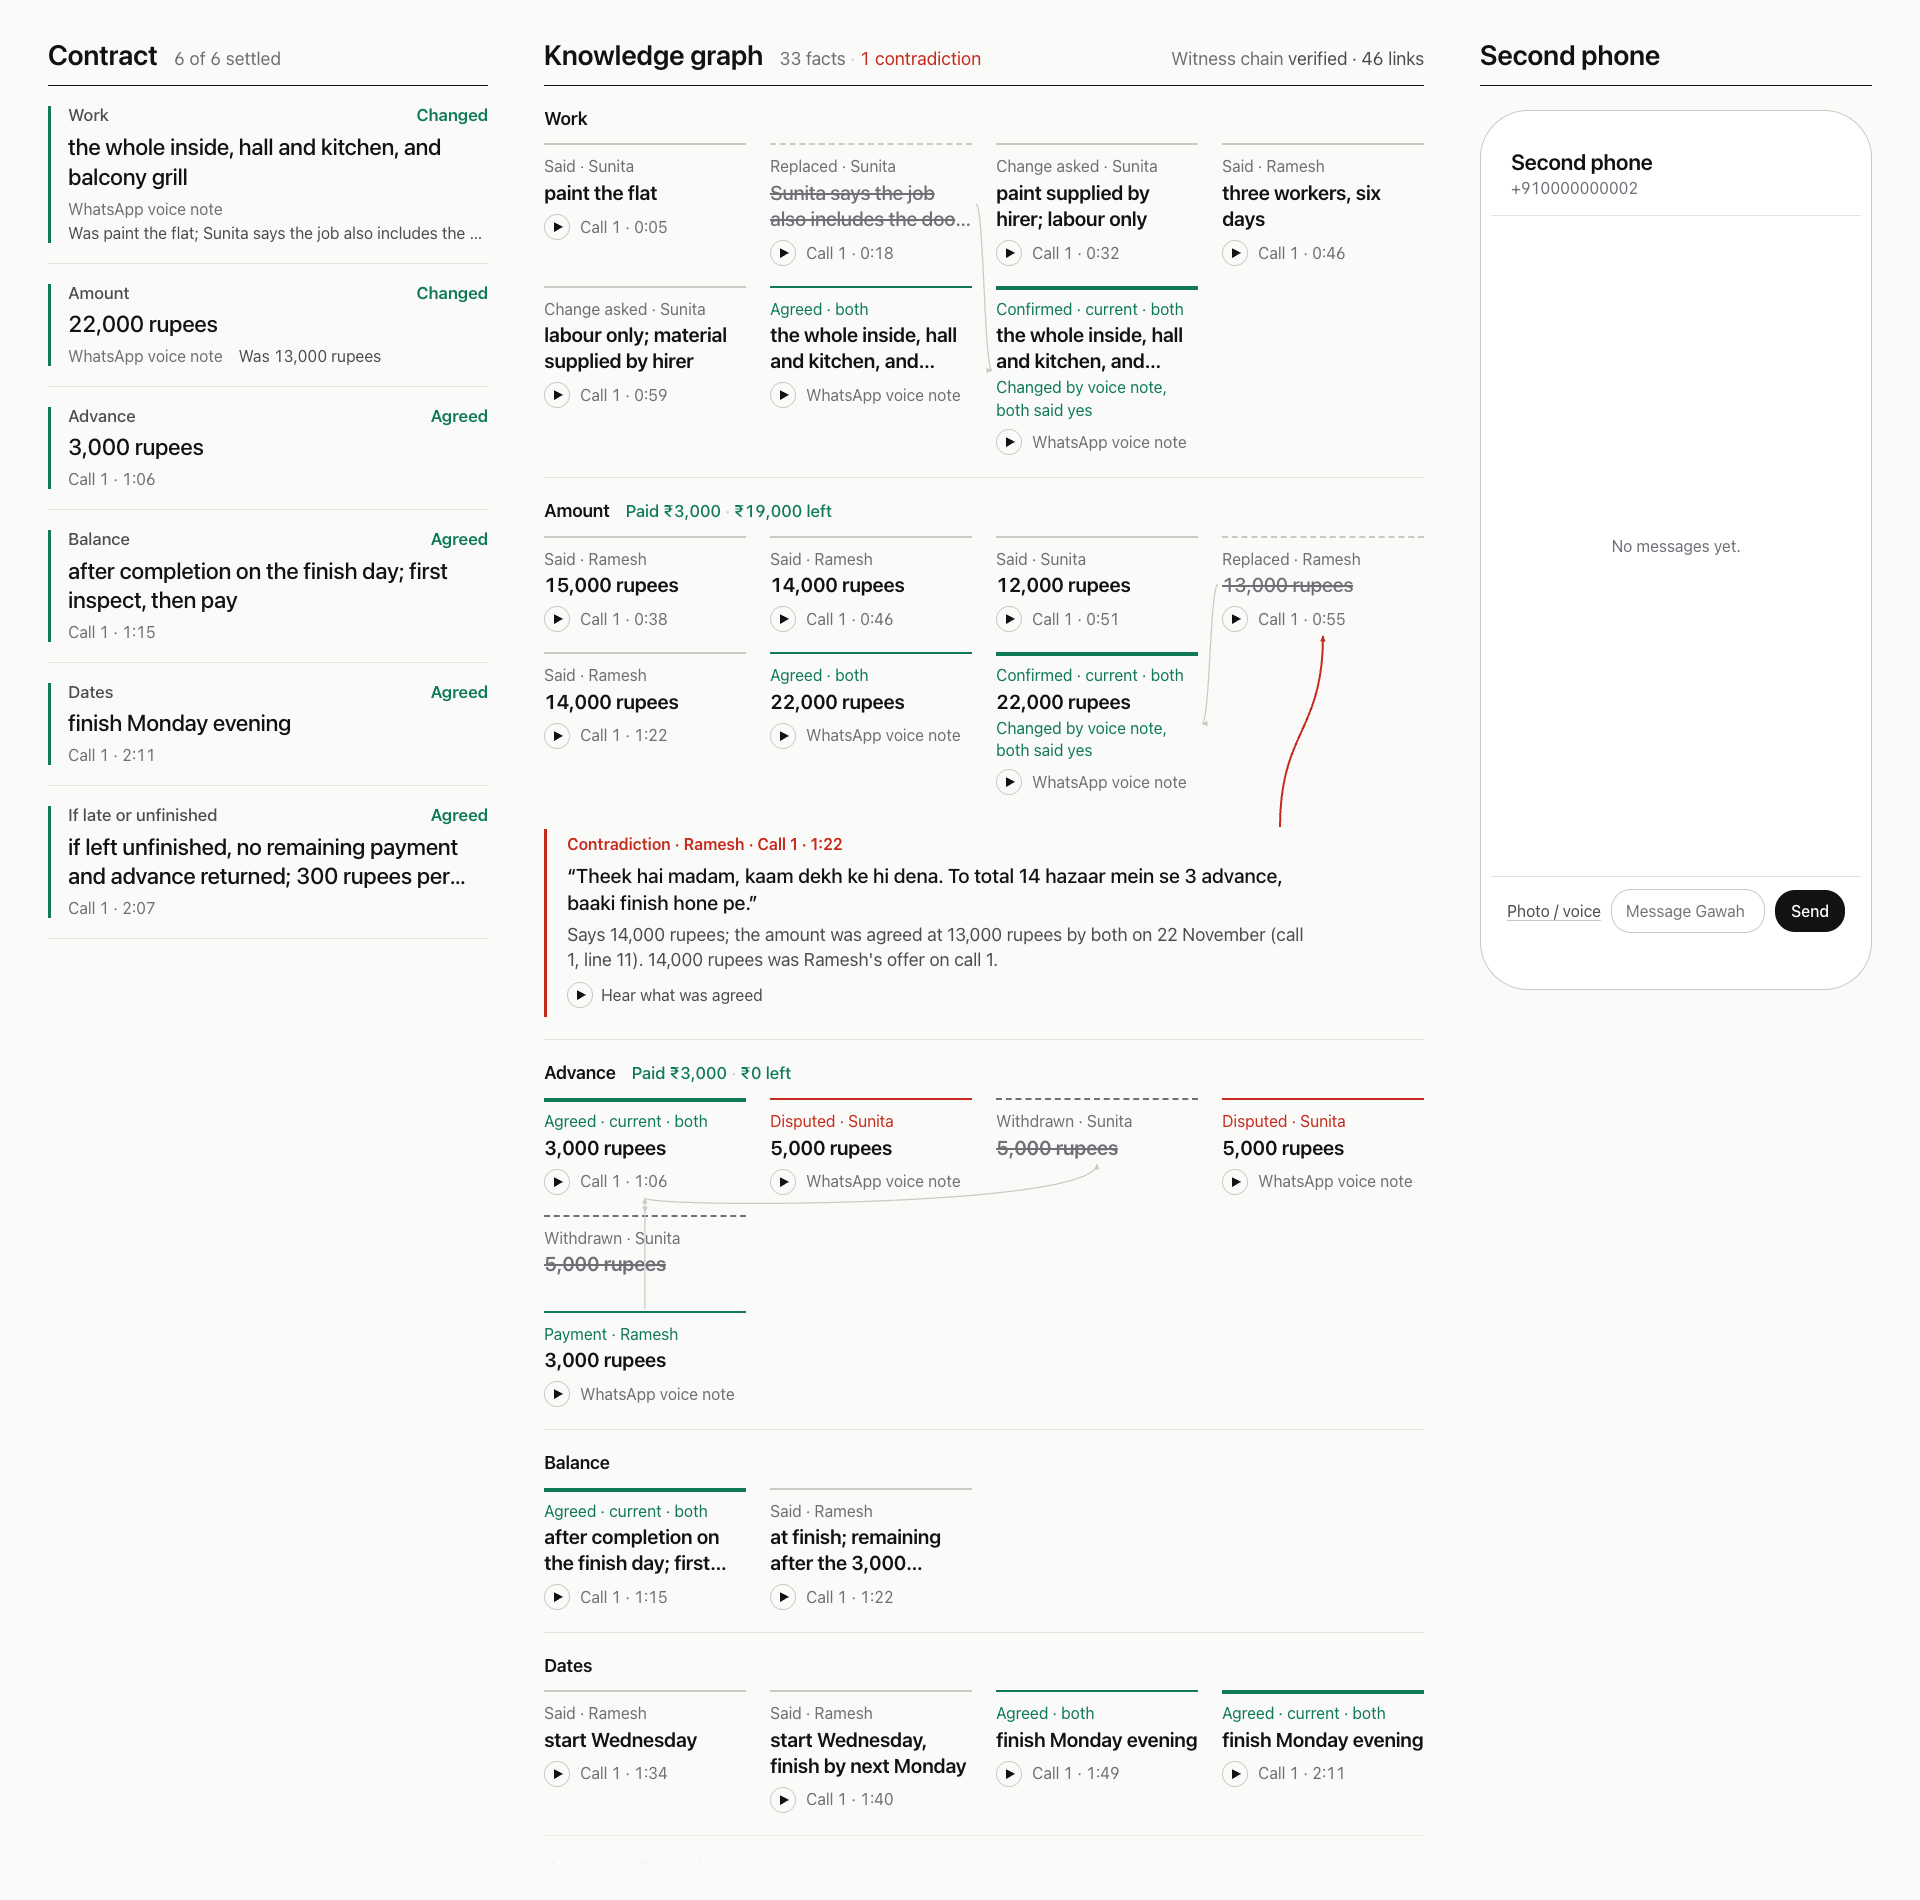 Contract 6 of 6 settled
Work Changed
the whole inside, hall and kitchen, and
balcony grill
WhatsApp voice note
Was paint the flat; Sunita says the job also includes the ...
Amount Changed
22,000 rupees
WhatsApp voice note Was 13,000 rupees
Advance Agreed
3,000 rupees
Call 1 · 1:06
Balance Agreed
after completion on the finish day; first
inspect, then pay
Call 1 · 1:15
Dates Agreed
finish Monday evening
Call 1 · 2:11
If late or unfinished Agreed
if left unfinished, no remaining payment
and advance returned; 300 rupees per...
Call 1 · 2:07
Knowledge graph 33 facts · 1 contradiction Witness chain verified · 46 links
Work
Said · Sunita
paint the flat
Call 1 · 0:05
Replaced · Sunita
Sunita says the job
also includes the doo...
Call 1 · 0:18
Change asked · Sunita
paint supplied by
hirer; labour only
Call 1 · 0:32
Said · Ramesh
three workers, six
days
Call 1 · 0:46
Change asked · Sunita
labour only; material
supplied by hirer
Call 1 · 0:59
Agreed · both
the whole inside, hall
and kitchen, and...
WhatsApp voice note
Confirmed · current · both
the whole inside, hall
and kitchen, and...
Changed by voice note,
both said yes
WhatsApp voice note
Amount Paid ₹3,000 · ₹19,000 left
Said · Ramesh
15,000 rupees
Call 1 · 0:38
Said · Ramesh
14,000 rupees
Call 1 · 0:46
Said · Sunita
12,000 rupees
Call 1 · 0:51
Replaced · Ramesh
13,000 rupees
Call 1 · 0:55
Said · Ramesh
14,000 rupees
Call 1 · 1:22
Agreed · both
22,000 rupees
WhatsApp voice note
Confirmed · current · both
22,000 rupees
Changed by voice note,
both said yes
WhatsApp voice note
Contradiction · Ramesh · Call 1 · 1:22
“Theek hai madam, kaam dekh ke hi dena. To total 14 hazaar mein se 3 advance,
baaki finish hone pe.”
Says 14,000 rupees; the amount was agreed at 13,000 rupees by both on 22 November (call
1, line 11). 14,000 rupees was Ramesh's offer on call 1.
Hear what was agreed
Advance Paid ₹3,000 · ₹0 left
Agreed · current · both
3,000 rupees
Call 1 · 1:06
Disputed · Sunita
5,000 rupees
WhatsApp voice note
Withdrawn · Sunita
5,000 rupees
Disputed · Sunita
5,000 rupees
WhatsApp voice note
Withdrawn · Sunita
5,000 rupees
Payment · Ramesh
3,000 rupees
WhatsApp voice note
Balance
Agreed · current · both
after completion on
the finish day; first...
Call 1 · 1:15
Said · Ramesh
at finish; remaining
after the 3,000...
Call 1 · 1:22
Dates
Said · Ramesh
start Wednesday
Call 1 · 1:34
Said · Ramesh
start Wednesday,
finish by next Monday
Call 1 · 1:40
Agreed · both
finish Monday evening
Call 1 · 1:49
Agreed · current · both
finish Monday evening
Call 1 · 2:11
Second phone
Second phone
+910000000002
No messages yet.
Photo / voice Message Gawah Send